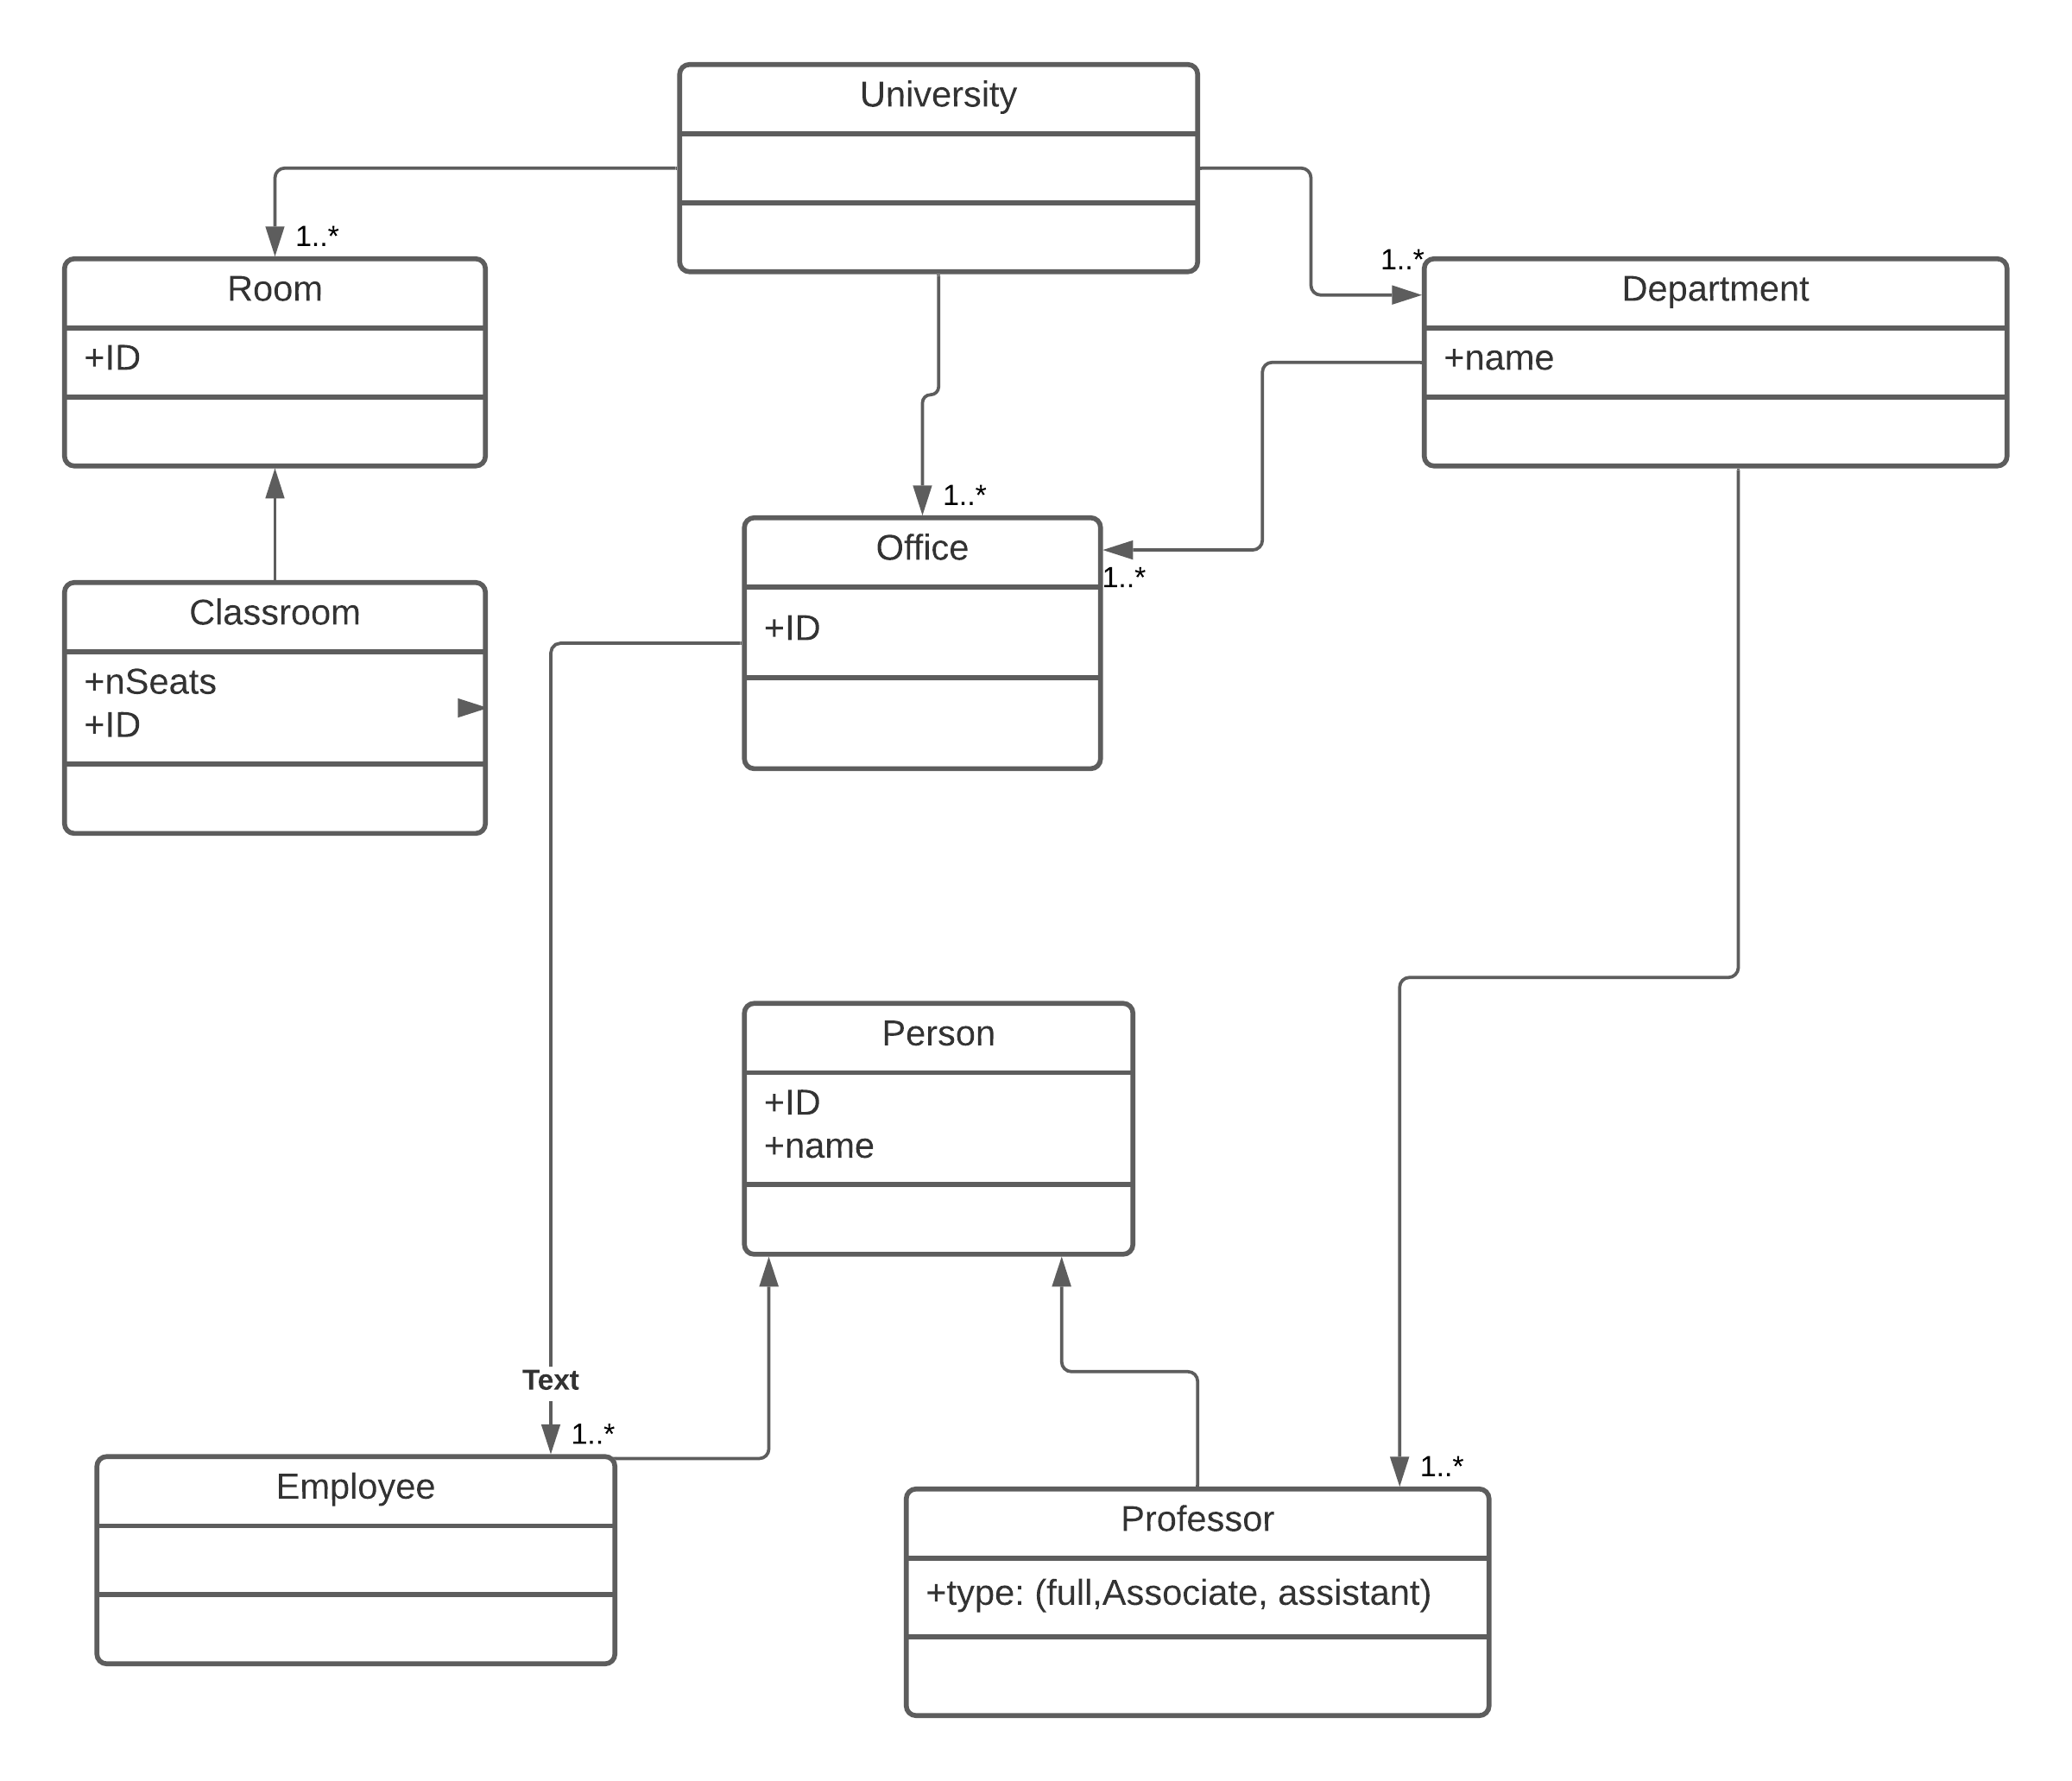 University
1..*
1..*
Room
+ID
Department
+name
1..*
Office
1..*
+ID
Classroom
+nSeats
+ID
Person
+ID
+name
Text
1..*
Employee
1..*
Professor
+type: (full,Associate, assistant)